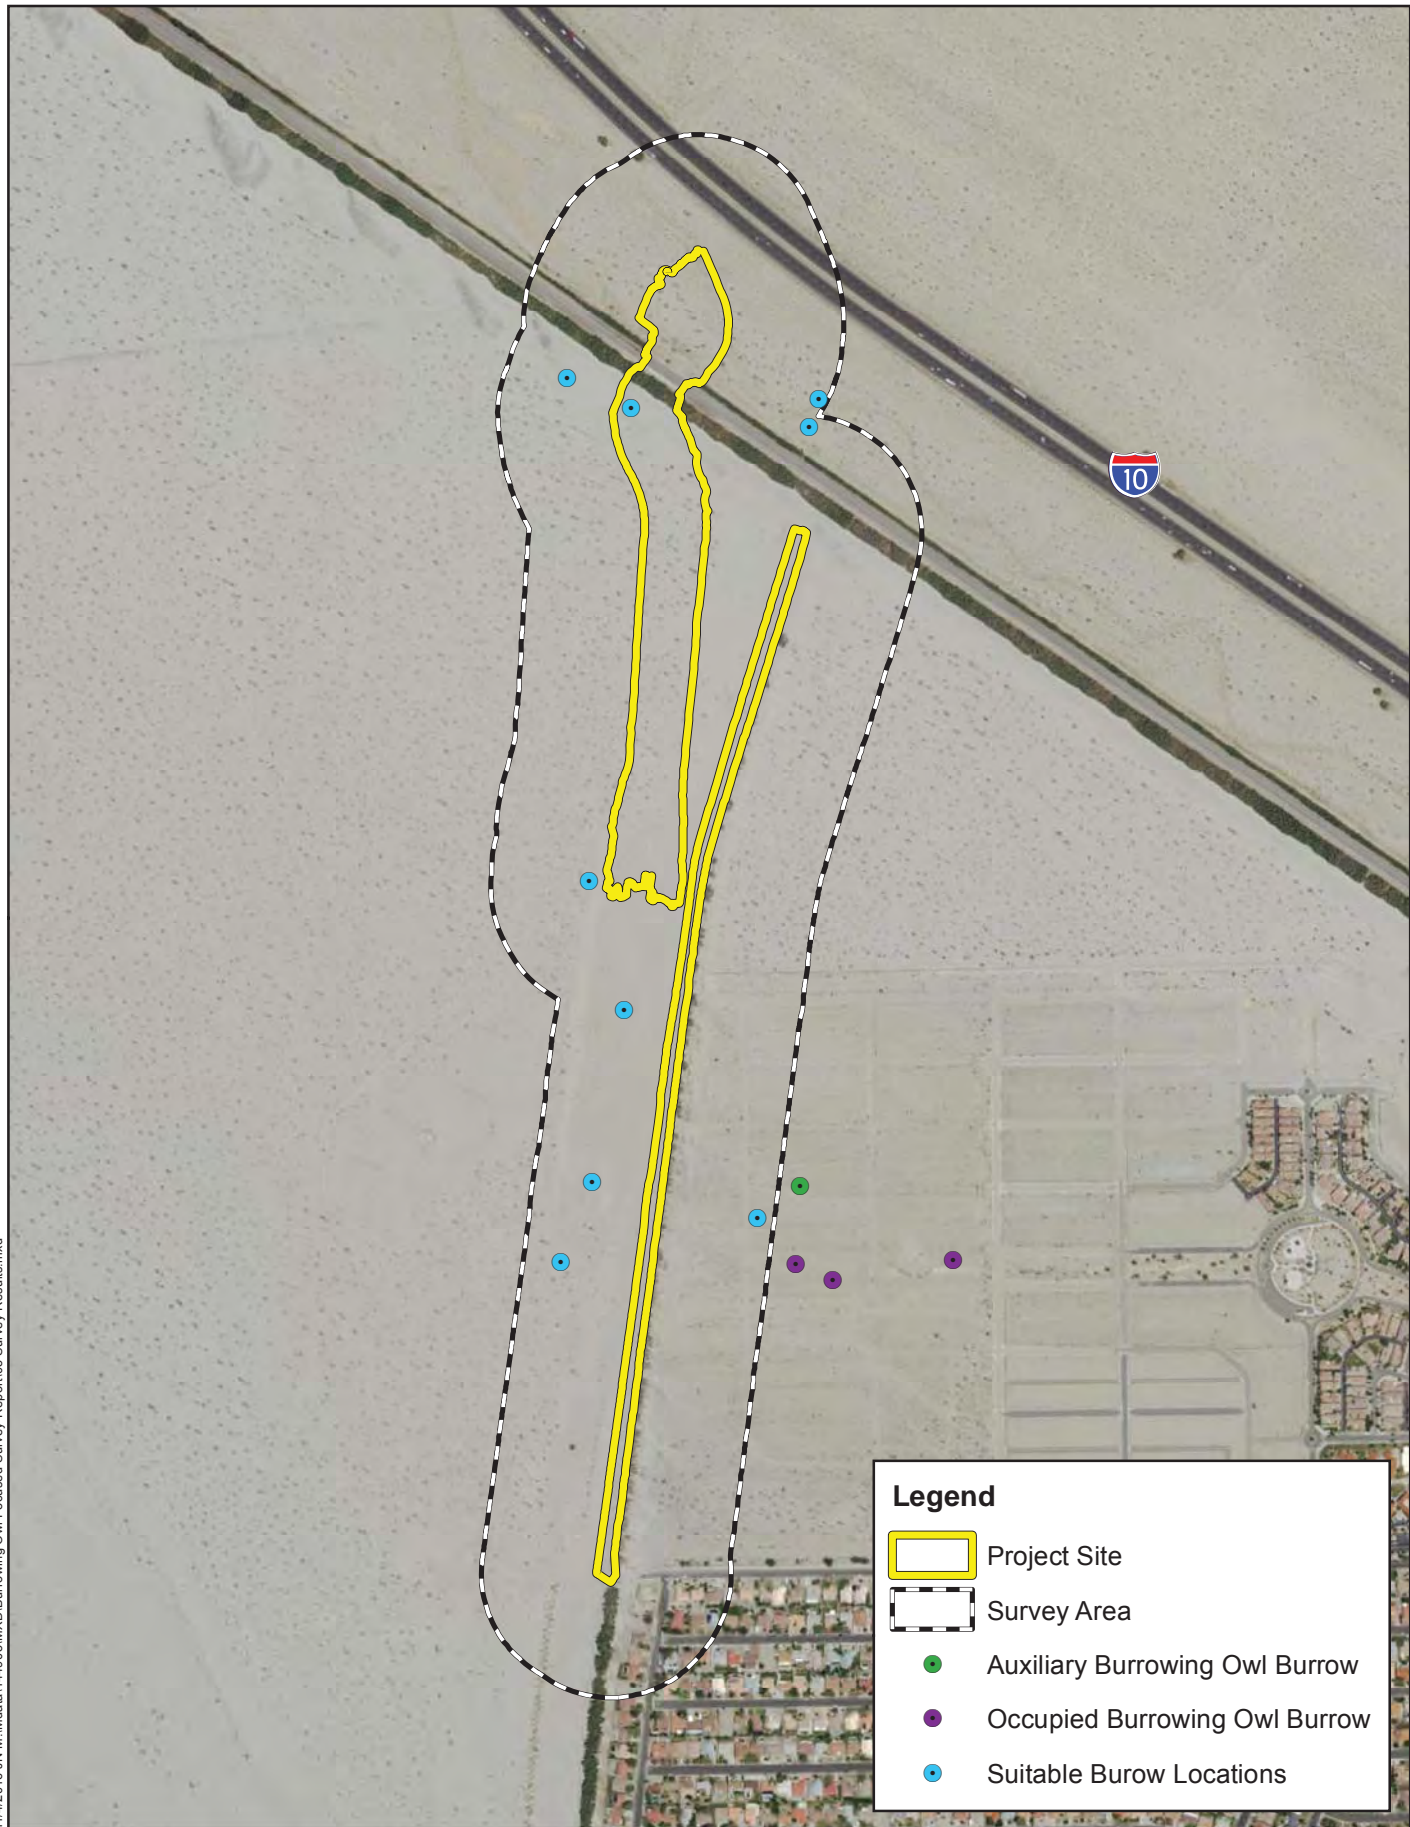 10
Legend
Project Site
Survey Area
Auxiliary Burrowing Owl Burrow
Occupied Burrowing Owl Burrow
Suitable Burow Locations